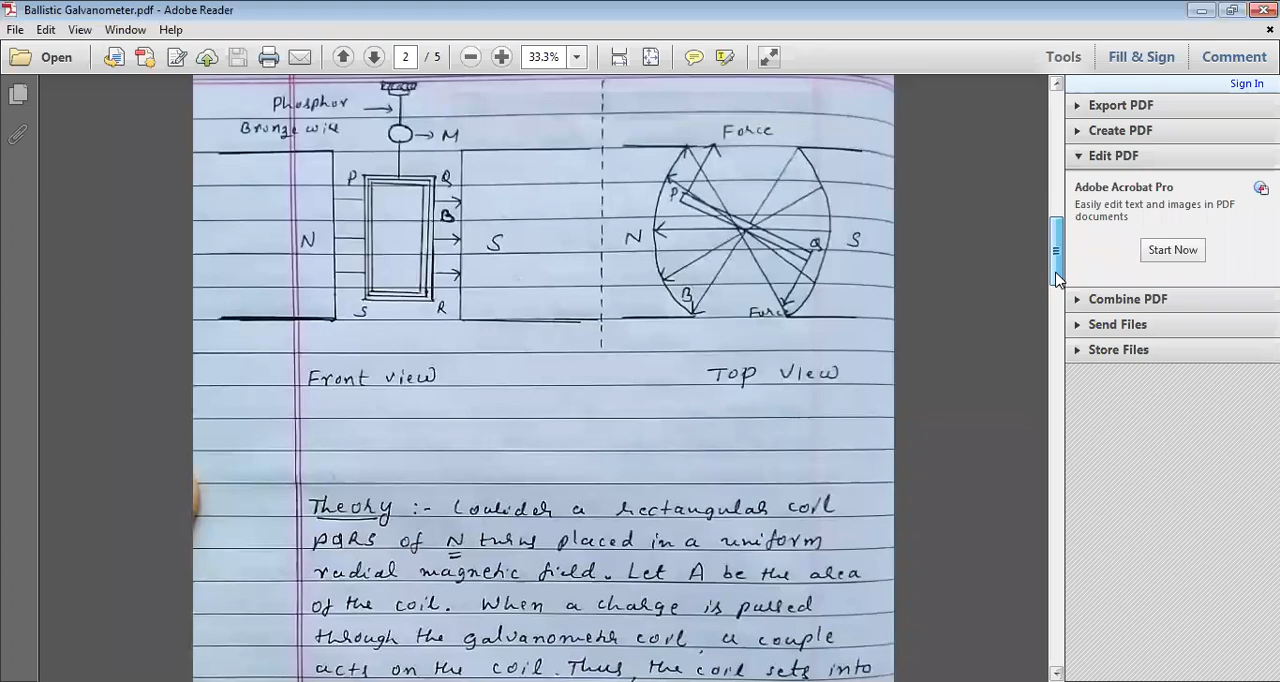 Ballistic Galvanometer.pdf - Adobe Reader
File Edit View Window Help
Open 2 / 5 33.3% Tools Fill & Sign Comment
Sign In
Export PDF
Create PDF
Edit PDF
Adobe Acrobat Pro
Easily edit text and images in PDF
documents
Start Now
Combine PDF
Send Files
Store Files
Phosphor
Bronze wire
M
P Q
B
N S
S R
Front view
Force
P
N Q S
B
Force
Top View
Theory :- Consider a rectangular coil
PQRS of N turns placed in a uniform
radial magnetic field. Let A be the area
of the coil. When a charge is passed
through the galvanometer coil, a couple
acts on the coil. Thus, the coil sets into